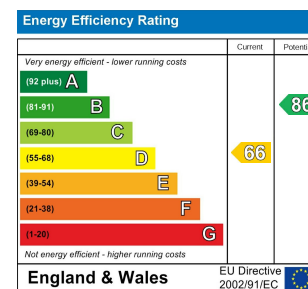 Energy Efficiency Rating
Current Potenti
Very energy efficient - lower running costs
(92 plus) A
(81-91) B
86
(69-80) C
(55-68) D
66
(39-54) E
(21-38) F
(1-20) G
Not energy efficient - higher running costs
England & Wales
EU Directive
2002/91/EC